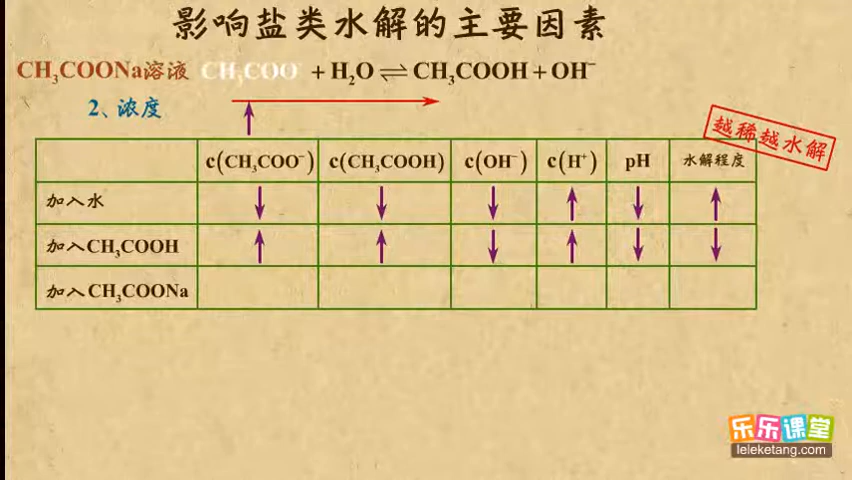 影响盐类水解的主要因素
CH₃COONa溶液 CH₃COO⁻ + H₂O ⇌ CH₃COOH + OH⁻
2、浓度
越稀越水解
c(CH₃COO⁻) c(CH₃COOH) c(OH⁻) c(H⁺) pH 水解程度
加入水 ↓ ↓ ↓ ↑ ↓ ↑
加入CH₃COOH ↑ ↑ ↓ ↑ ↓ ↓
加入CH₃COONa
乐乐课堂
leleketang.com